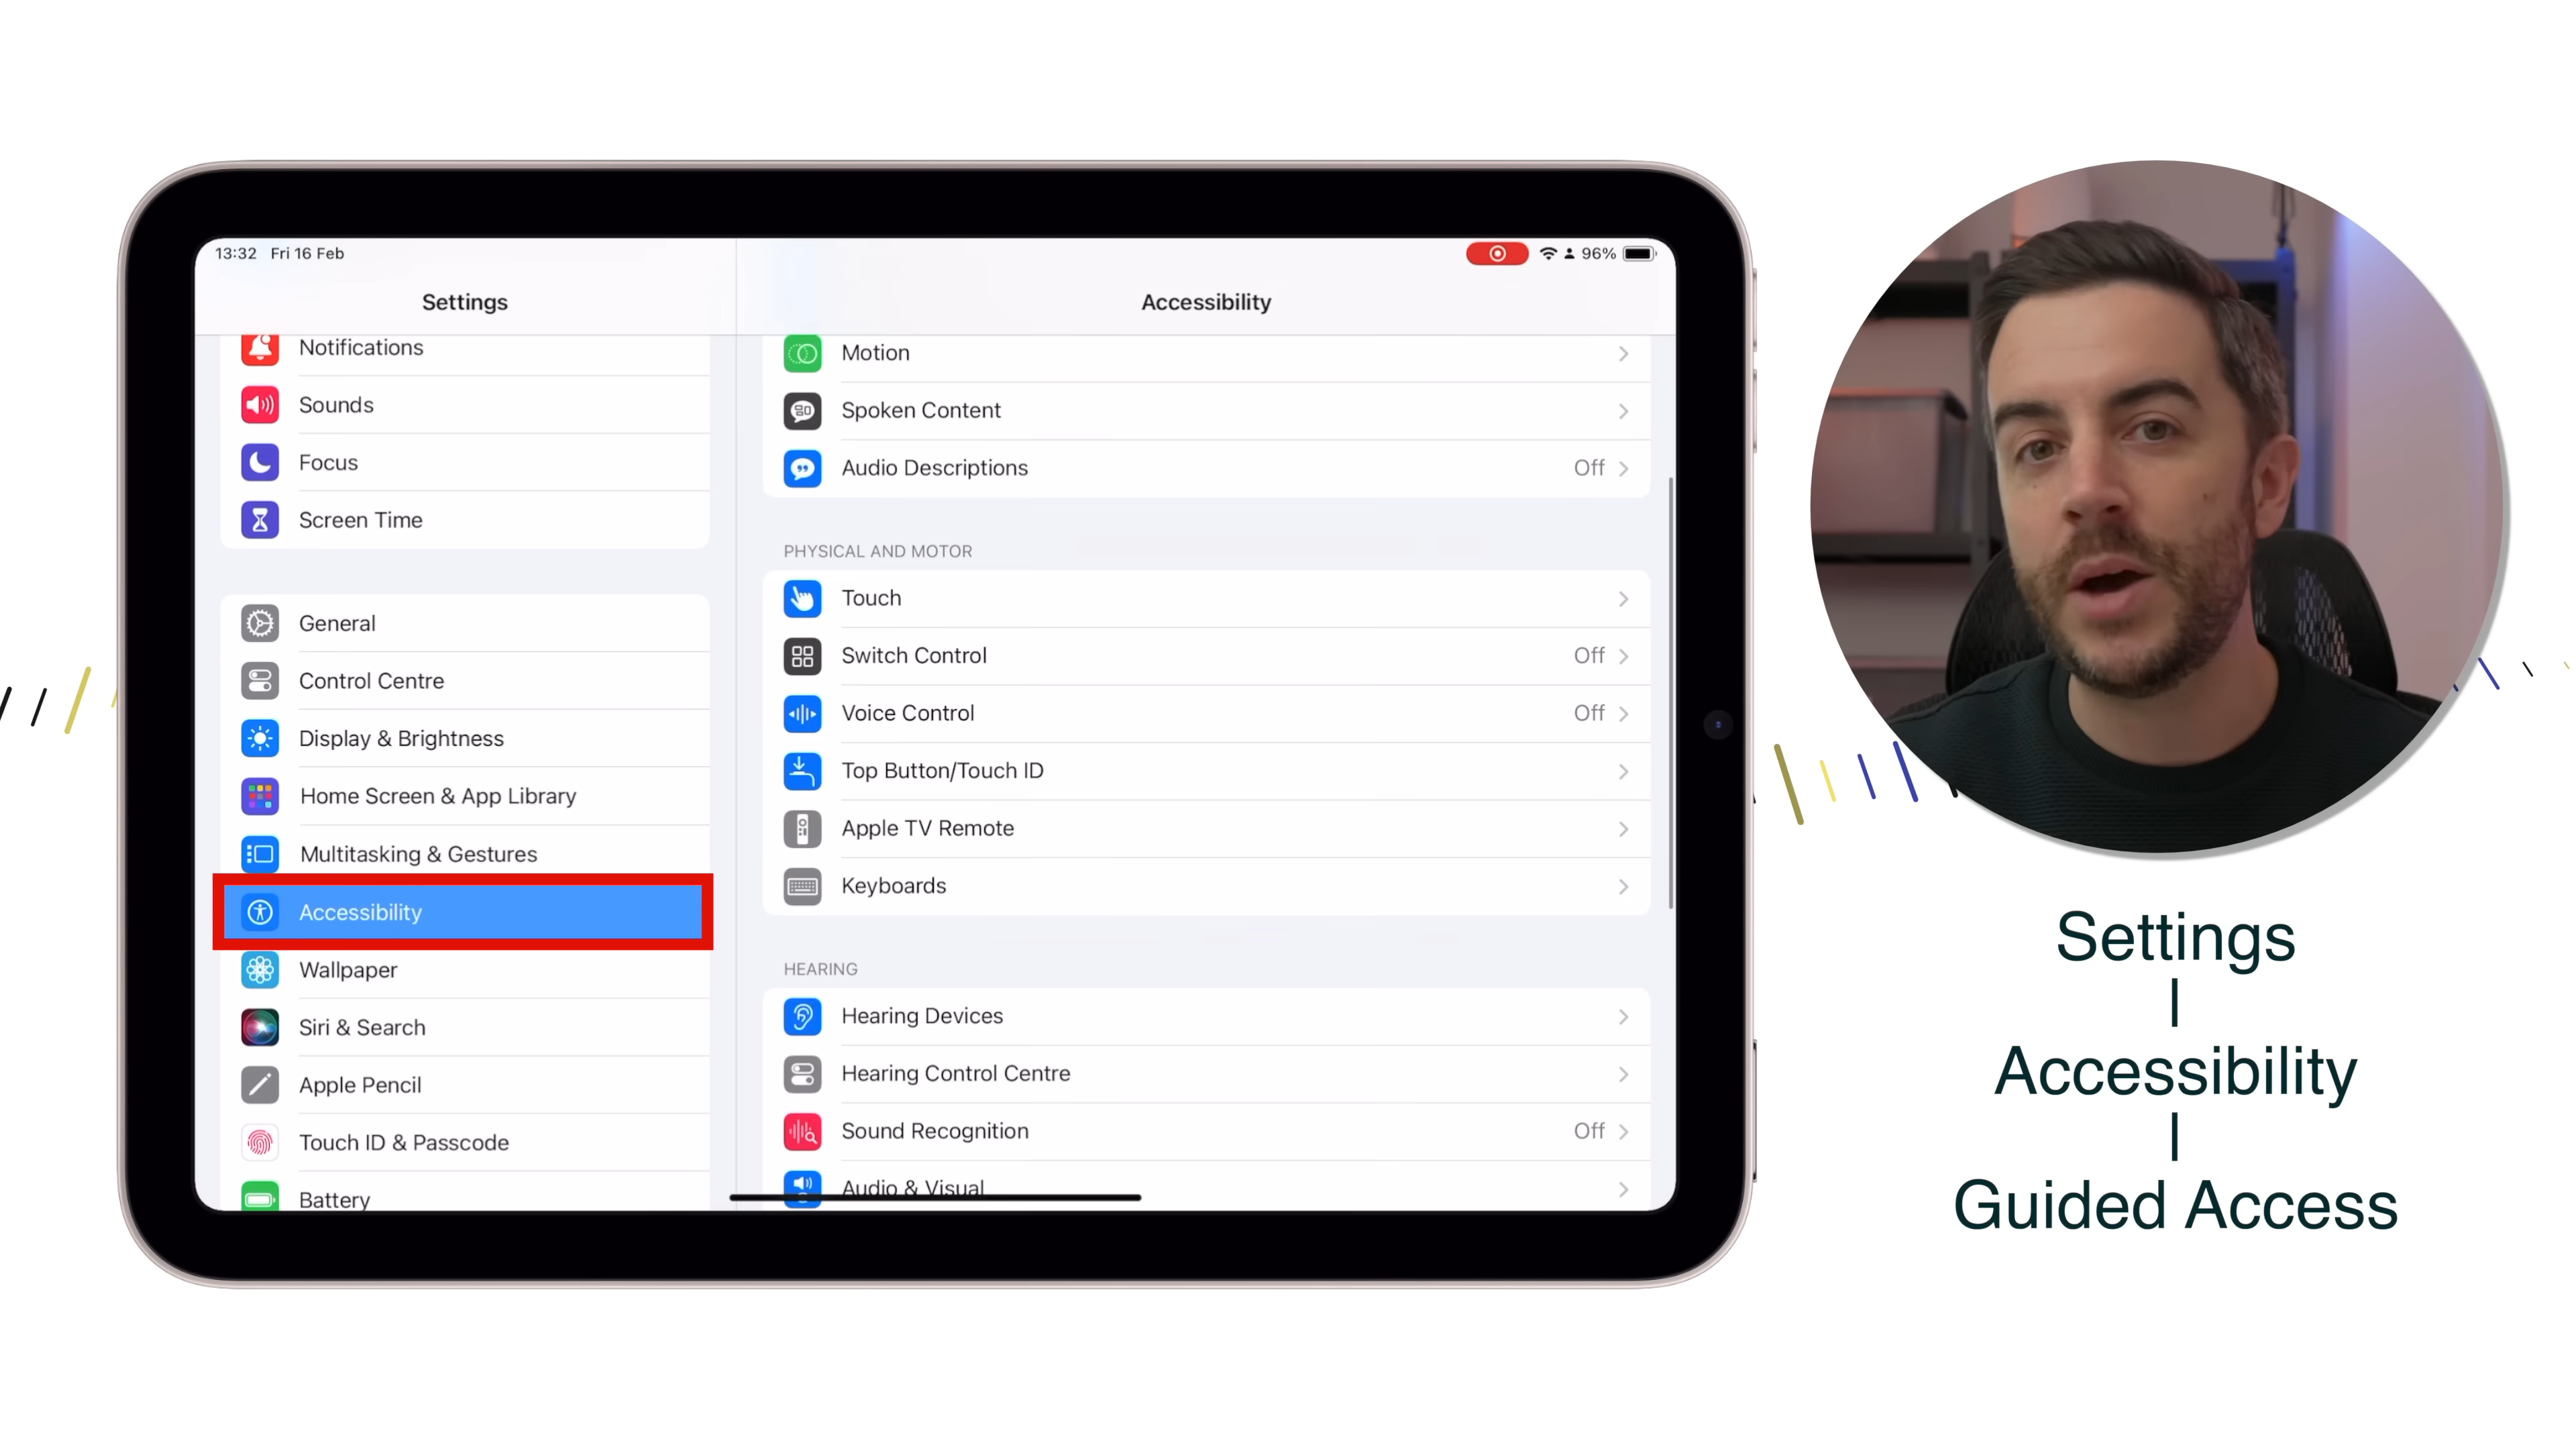 13:32 Fri 16 Feb
96%
Settings
Notifications
Sounds
Focus
Screen Time
General
Control Centre
Display & Brightness
Home Screen & App Library
Multitasking & Gestures
Accessibility
Wallpaper
Siri & Search
Apple Pencil
Touch ID & Passcode
Battery
Accessibility
Motion
Spoken Content
Audio Descriptions Off
PHYSICAL AND MOTOR
Touch
Switch Control Off
Voice Control Off
Top Button/Touch ID
Apple TV Remote
Keyboards
HEARING
Hearing Devices
Hearing Control Centre
Sound Recognition Off
Audio & Visual
Settings
Accessibility
Guided Access